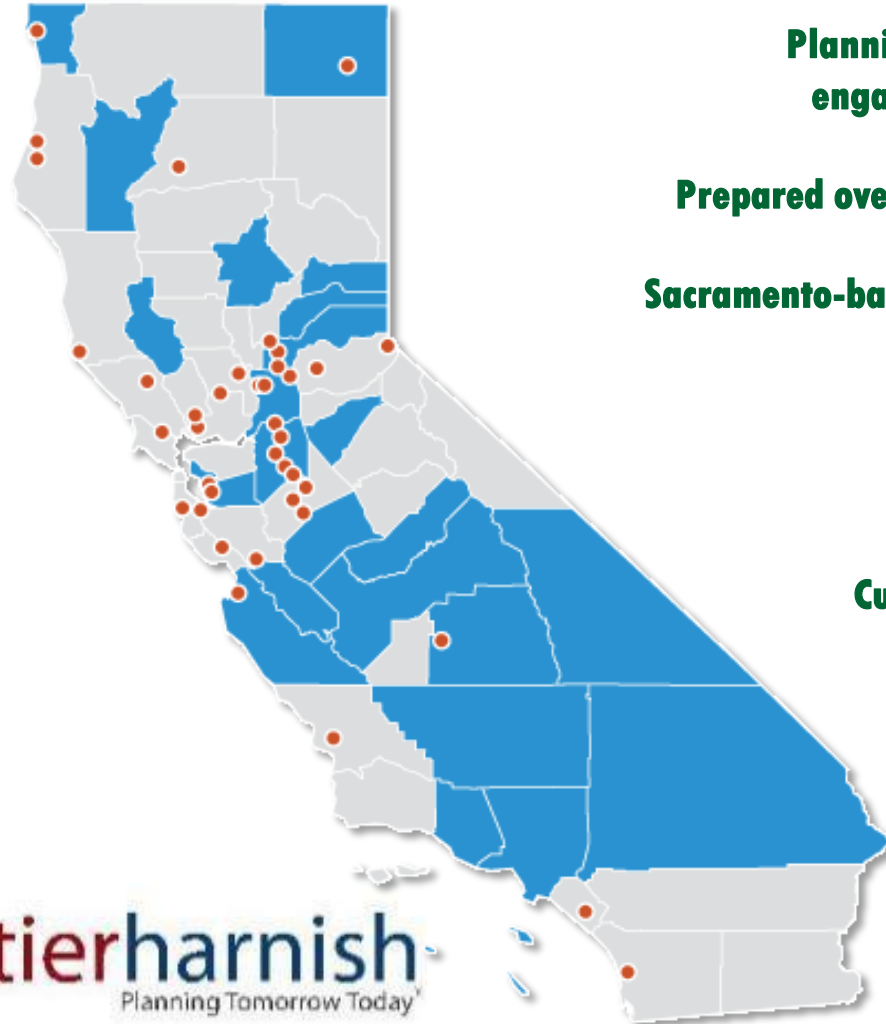 Planni
enga
Prepared ove
Sacramento-ba
Cu
tierharnish
Planning Tomorrow Today